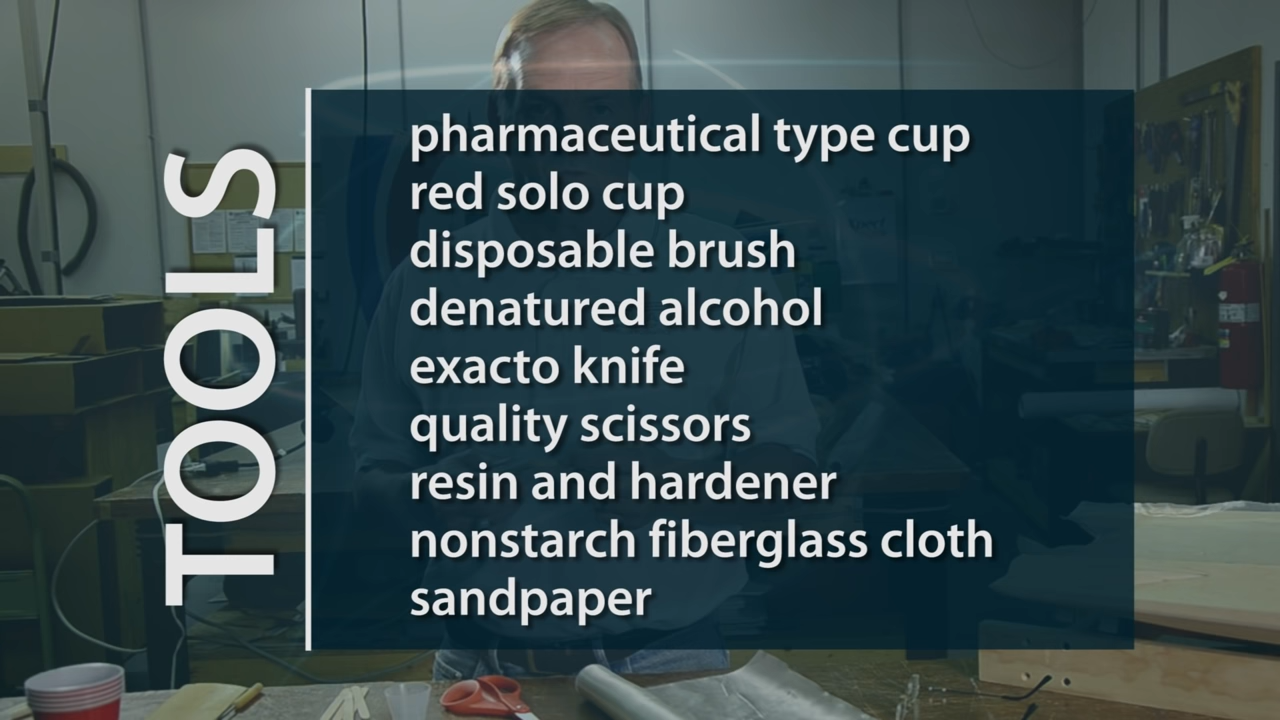 TOOLS
pharmaceutical type cup
red solo cup
disposable brush
denatured alcohol
exacto knife
quality scissors
resin and hardener
nonstarch fiberglass cloth
sandpaper